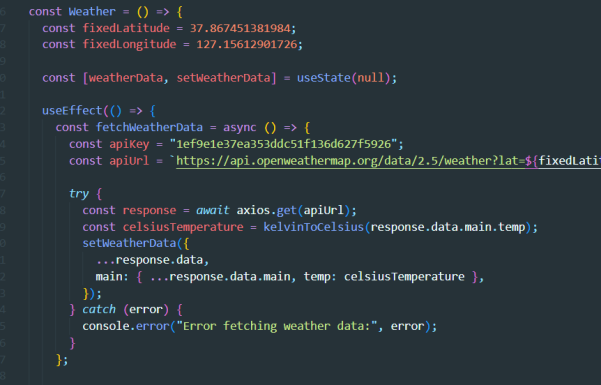 const Weather = () => {
const fixedLatitude = 37.867451381984;
const fixedLongitude = 127.15612901726;
const [weatherData, setWeatherData] = useState(null);
useEffect(() => {
const fetchWeatherData = async () => {
const apiKey = "1ef9e1e37ea353ddc51f136d627f5926";
const apiUrl = `https://api.openweathermap.org/data/2.5/weather?lat=${fixedLatit
try {
const response = await axios.get(apiUrl);
const celsiusTemperature = kelvinToCelsius(response.data.main.temp);
setWeatherData({
...response.data,
main: { ...response.data.main, temp: celsiusTemperature },
});
} catch (error) {
console.error("Error fetching weather data:", error);
}
};